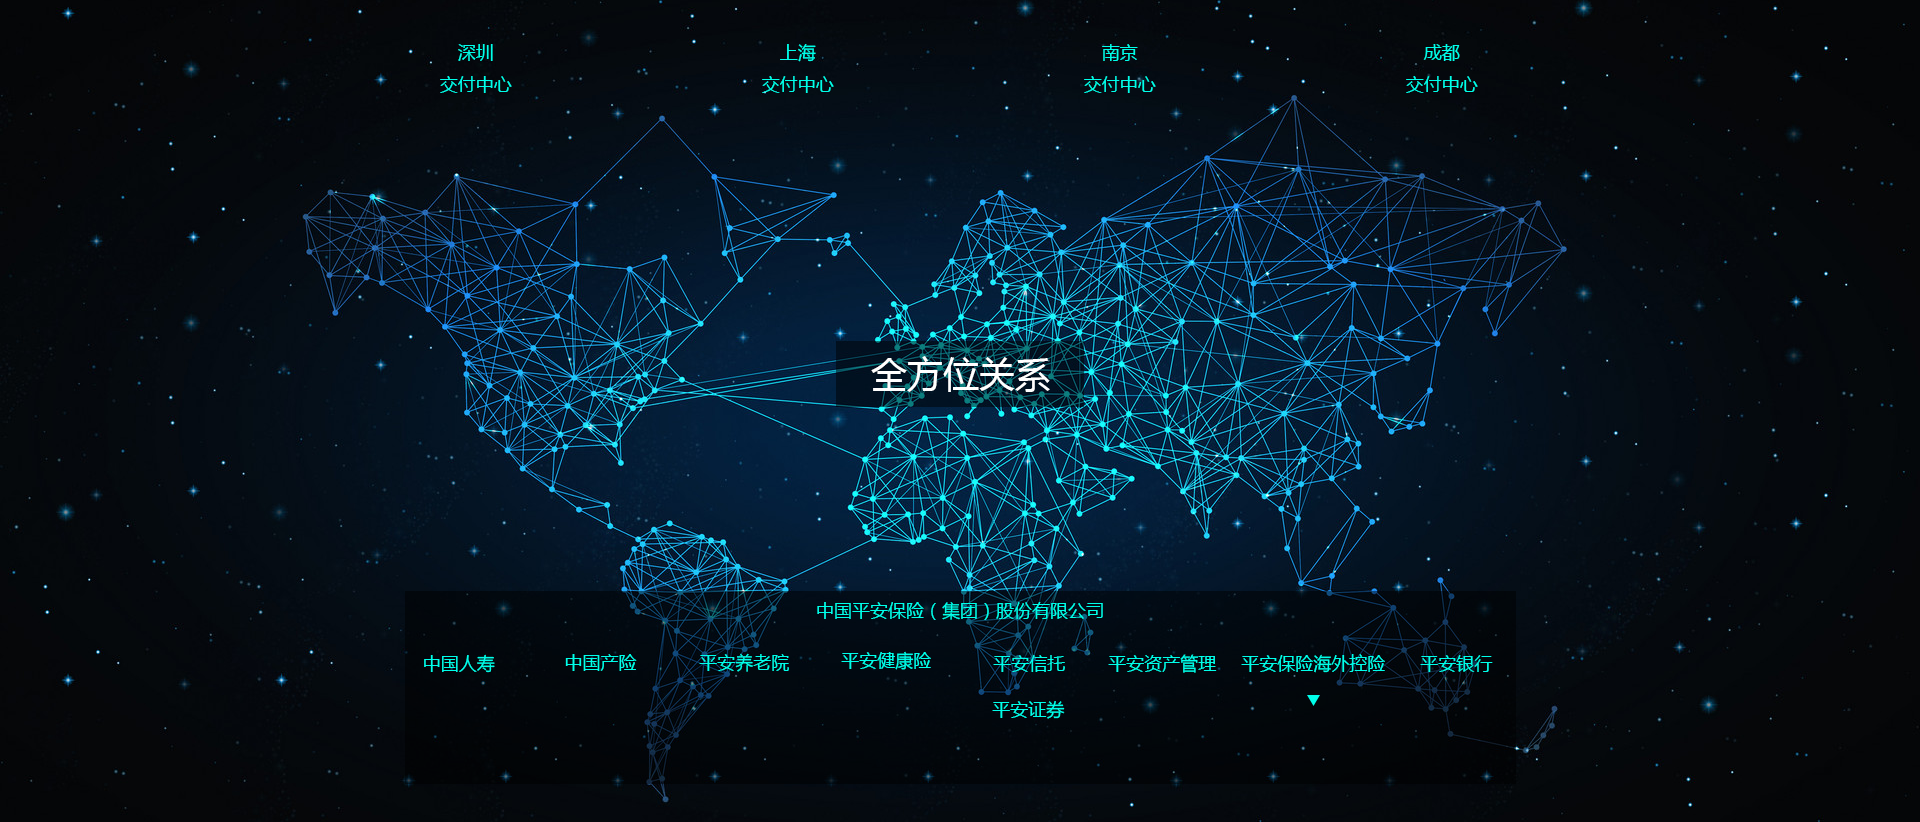 深圳
交付中心
上海
交付中心
南京
交付中心
成都
交付中心
全方位关系
中国平安保险（集团）股份有限公司
中国人寿
中国产险
平安养老院
平安健康险
平安信托
平安资产管理
平安保险海外控险
平安银行
平安证券